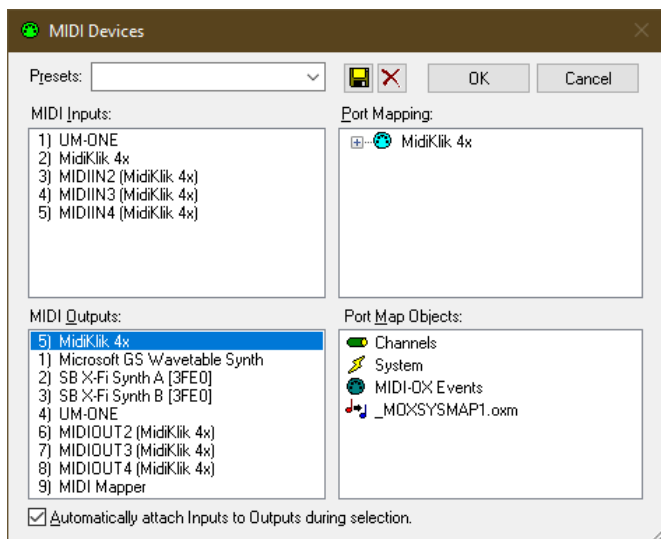 MIDI Devices
Presets:
OK
Cancel
MIDI Inputs:
1) UM-ONE
2) MidiKlik 4x
3) MIDIIN2 (MidiKlik 4x)
4) MIDIIN3 (MidiKlik 4x)
5) MIDIIN4 (MidiKlik 4x)
Port Mapping:
MidiKlik 4x
MIDI Outputs:
5) MidiKlik 4x
1) Microsoft GS Wavetable Synth
2) SB X-Fi Synth A [3FE0]
3) SB X-Fi Synth B [3FE0]
4) UM-ONE
6) MIDIOUT2 (MidiKlik 4x)
7) MIDIOUT3 (MidiKlik 4x)
8) MIDIOUT4 (MidiKlik 4x)
9) MIDI Mapper
Port Map Objects:
Channels
System
MIDI-OX Events
_MOXSYSMAP1.oxm
Automatically attach Inputs to Outputs during selection.